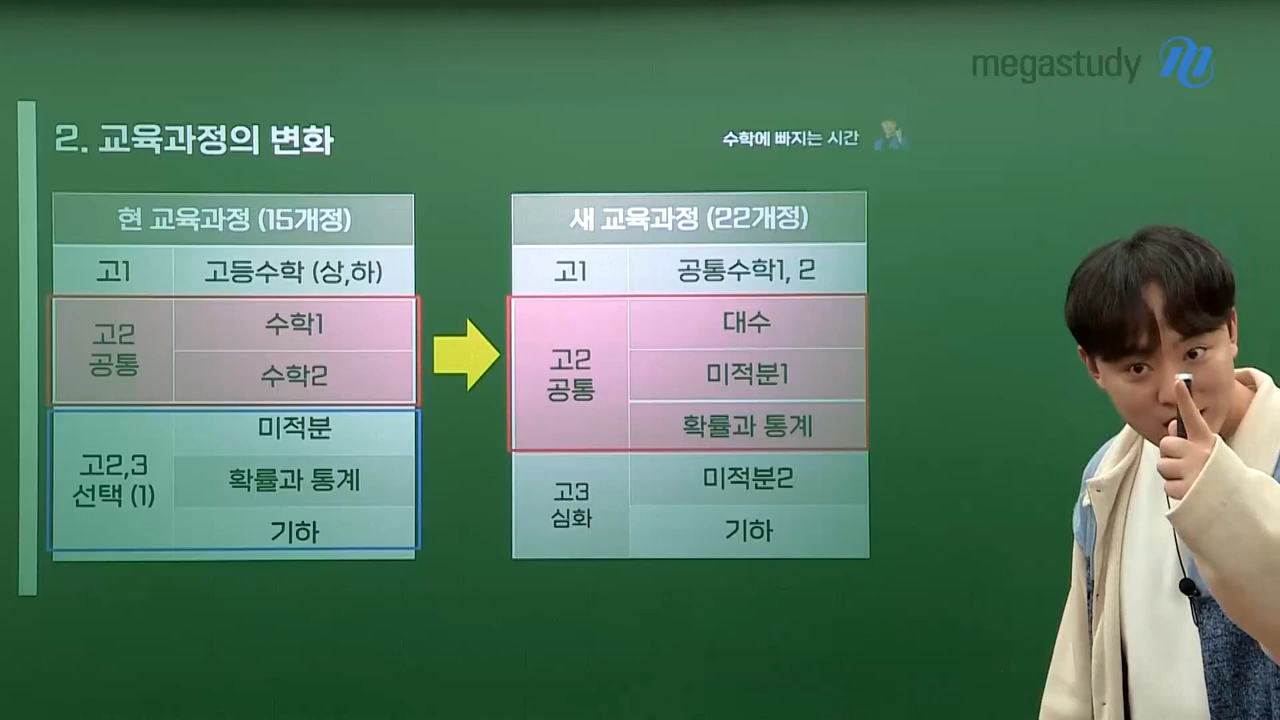 megastudy
2. 교육과정의 변화
수학에 빠지는 시간
현 교육과정 (15개정)
고1
고등수학 (상,하)
고2
공통
수학1
수학2
고2,3
선택 (1)
미적분
확률과 통계
기하
새 교육과정 (22개정)
고1
공통수학1, 2
고2
공통
대수
미적분1
확률과 통계
고3
심화
미적분2
기하